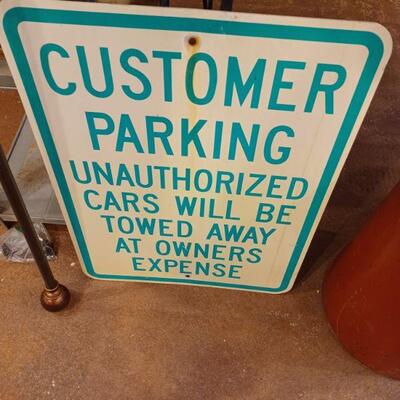 CUSTOMER
PARKING
UNAUTHORIZED
CARS WILL BE
TOWED AWAY
AT OWNERS
EXPENSE